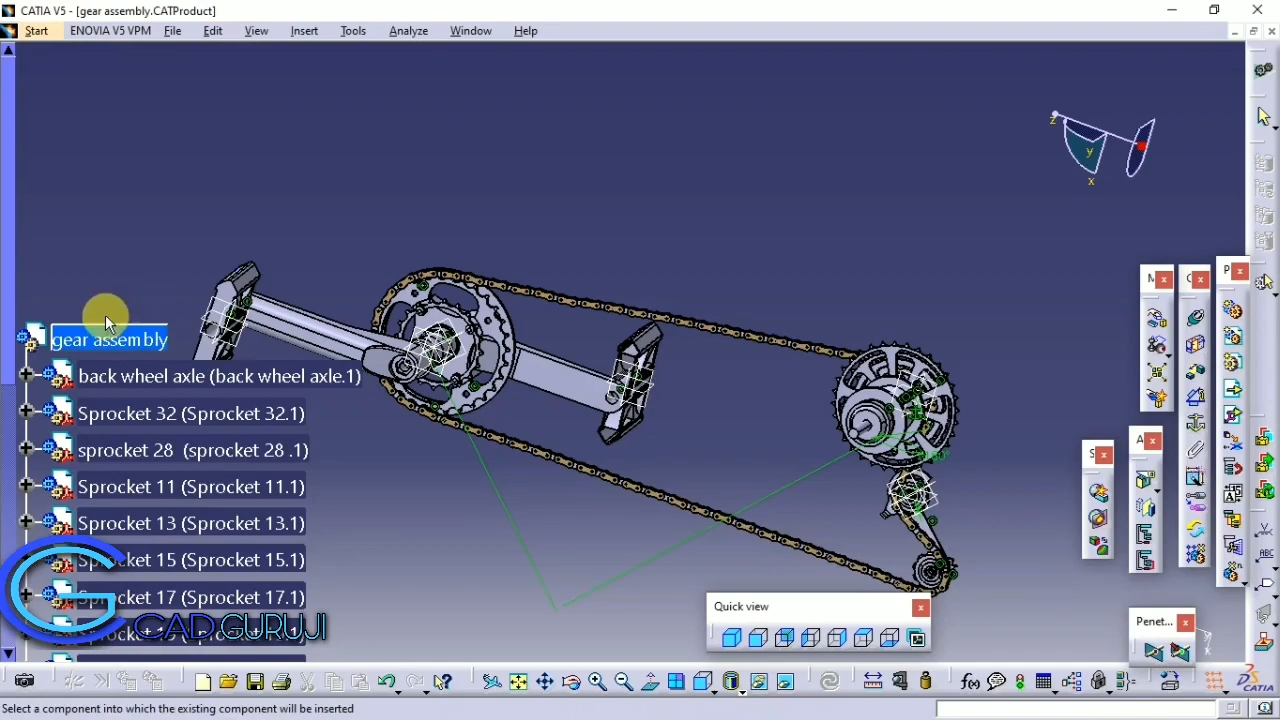 CATIA V5 - [gear assembly.CATProduct]
Start ENOVIA V5 VPM File Edit View Insert Tools Analyze Window Help
z
y
x
M C P
gear assembly
back wheel axle (back wheel axle.1)
Sprocket 32 (Sprocket 32.1)
sprocket 28 (sprocket 28 .1)
S A
Sprocket 11 (Sprocket 11.1)
Sprocket 13 (Sprocket 13.1)
ocket 15 (Sprocket 15.1)
Sprocket 17 (Sprocket 17.1)
CAD GURUJI
Quick view
Penet...
ABC
f(x)
CATIA
Select a component into which the existing component will be inserted